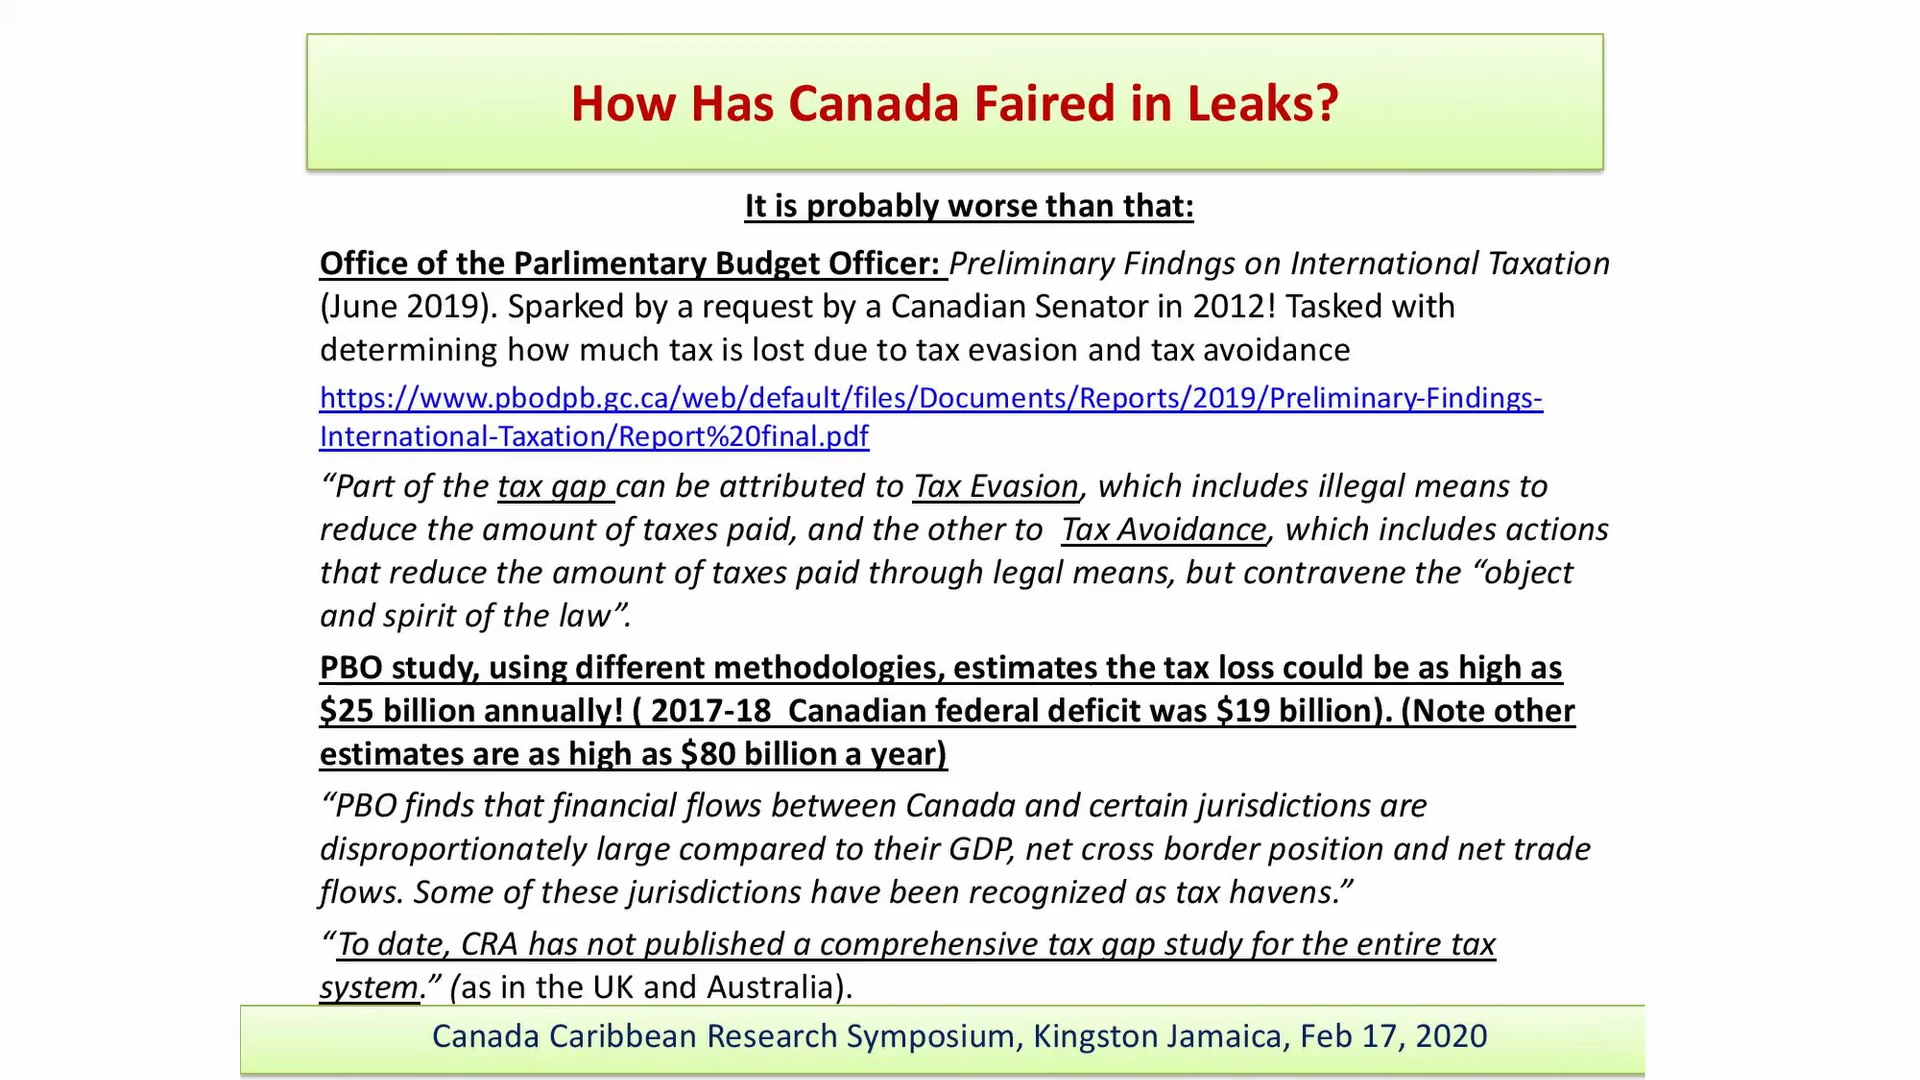 How Has Canada Faired in Leaks?
It is probably worse than that:
Office of the Parlimentary Budget Officer: Preliminary Findngs on International Taxation
(June 2019). Sparked by a request by a Canadian Senator in 2012! Tasked with
determining how much tax is lost due to tax evasion and tax avoidance
https://www.pbodpb.gc.ca/web/default/files/Documents/Reports/2019/Preliminary-Findings-
International-Taxation/Report%20final.pdf
“Part of the tax gap can be attributed to Tax Evasion, which includes illegal means to
reduce the amount of taxes paid, and the other to Tax Avoidance, which includes actions
that reduce the amount of taxes paid through legal means, but contravene the “object
and spirit of the law”.
PBO study, using different methodologies, estimates the tax loss could be as high as
$25 billion annually! ( 2017-18 Canadian federal deficit was $19 billion). (Note other
estimates are as high as $80 billion a year)
“PBO finds that financial flows between Canada and certain jurisdictions are
disproportionately large compared to their GDP, net cross border position and net trade
flows. Some of these jurisdictions have been recognized as tax havens.”
“To date, CRA has not published a comprehensive tax gap study for the entire tax
system.” (as in the UK and Australia).
Canada Caribbean Research Symposium, Kingston Jamaica, Feb 17, 2020